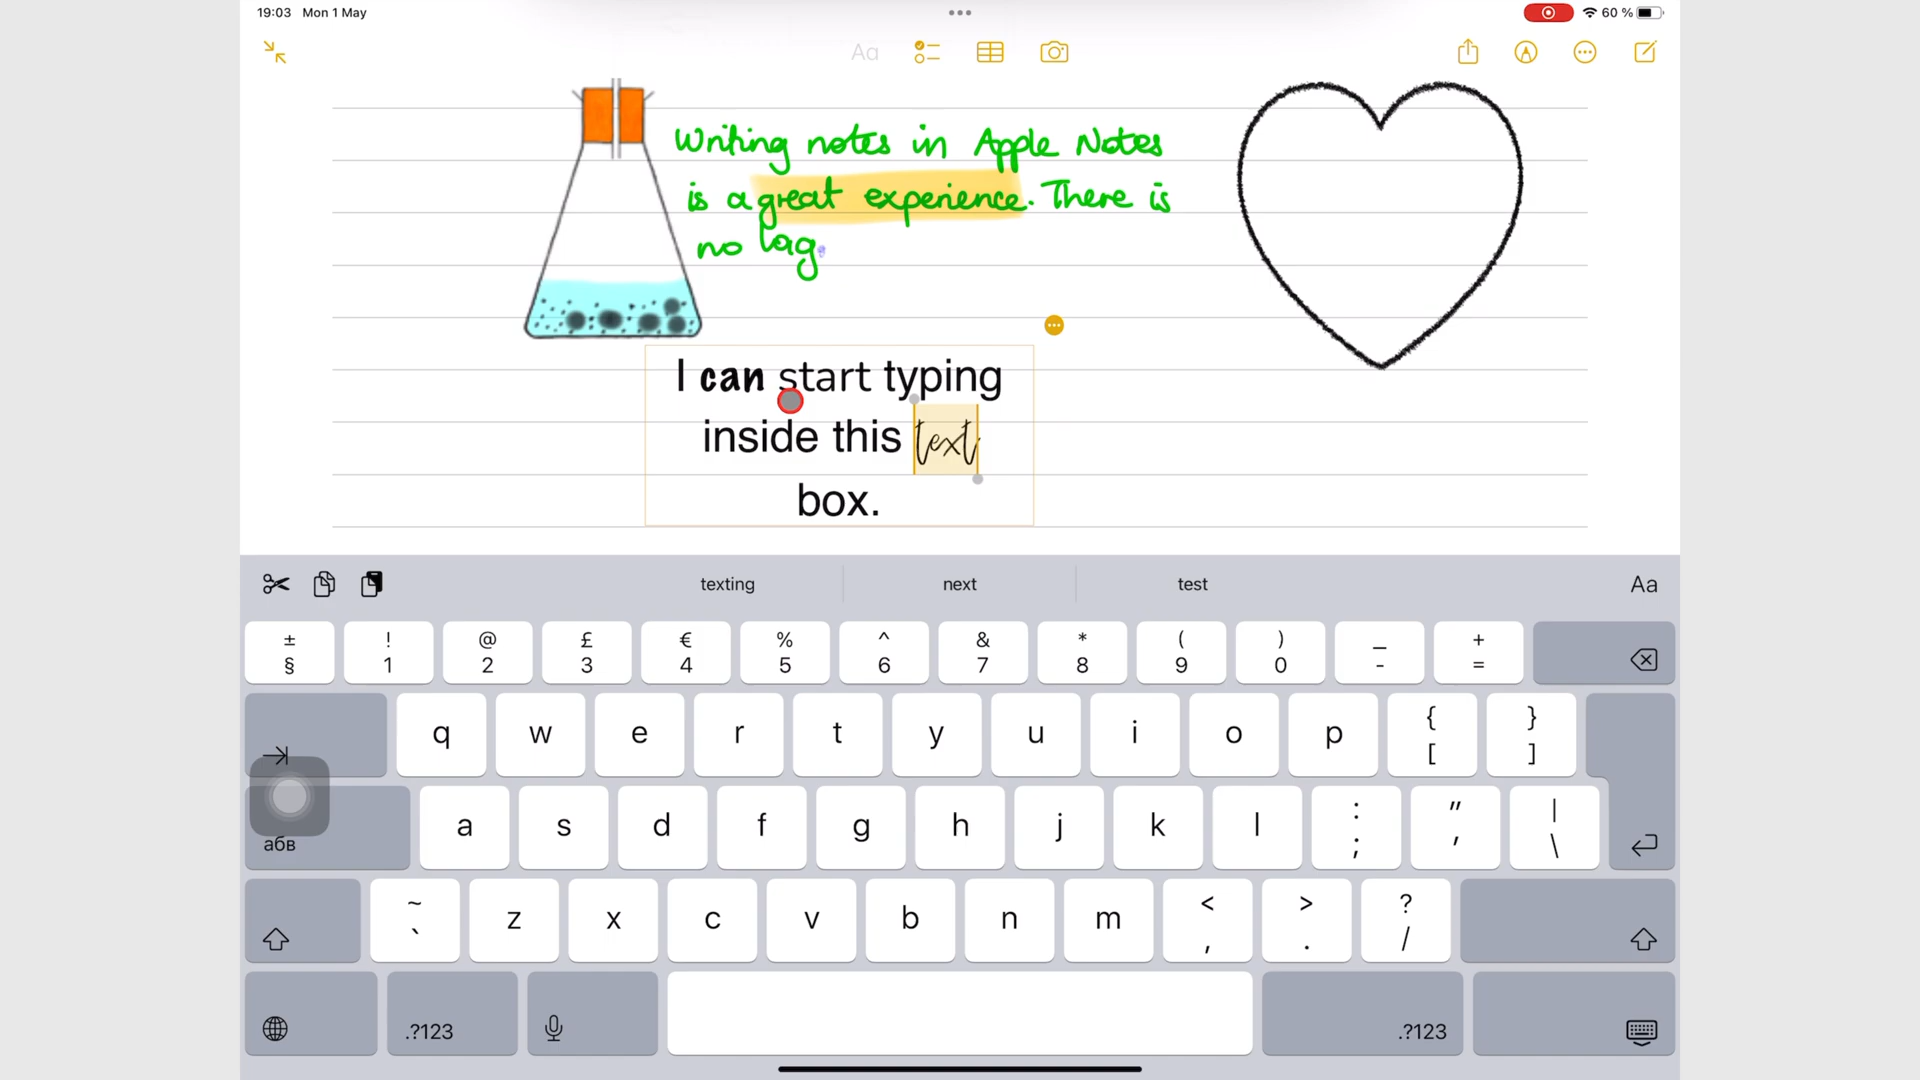 19:03 Mon 1 May
60 %
Aa
Writing notes in Apple Notes
is a great experience. There is
no lag.
I can start typing
inside this text
box.
texting next test Aa
± ! @ £ € % ^ & * ( ) _ +
§ 1 2 3 4 5 6 7 8 9 0 - =
q w e r t y u i o p { }
[ ]
a s d f g h j k l : " |
абв ; ' \
~ z x c v b n m < > ?
` , . /
.?123 .?123